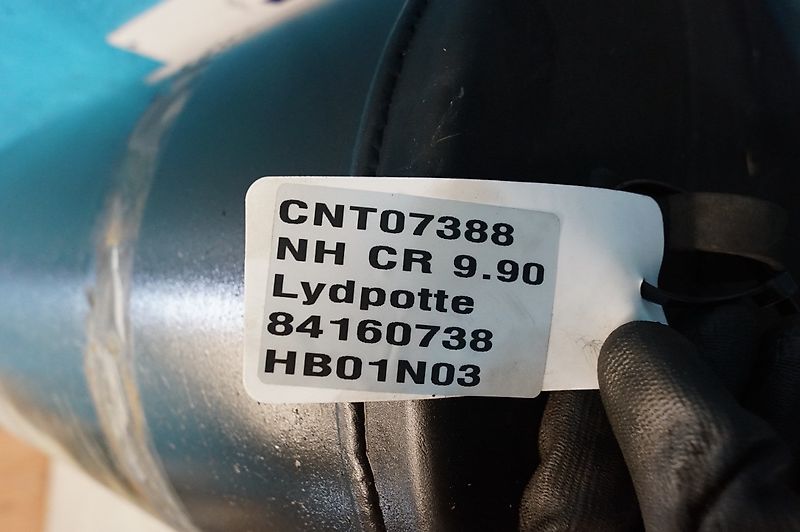 CNT07388
NH CR 9.90
Lydpotte
84160738
HB01N03